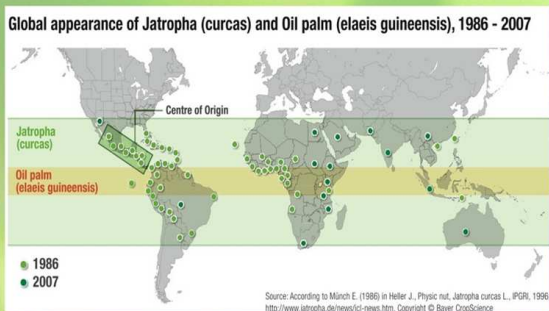 Global appearance of Jatropha (curcas) and Oil palm (elaeis guineensis), 1986 - 2007
Centre of Origin
Jatropha
(curcas)
Oil palm
(elaeis guineensis)
1986
2007
Source: According to Münch E. (1986) in Heller J., Physic nut, Jatropha curcas L., IPGRI, 1996
http://www.jatropha.de/news/jcl-news.htm, Copyright © Bayer CropScience